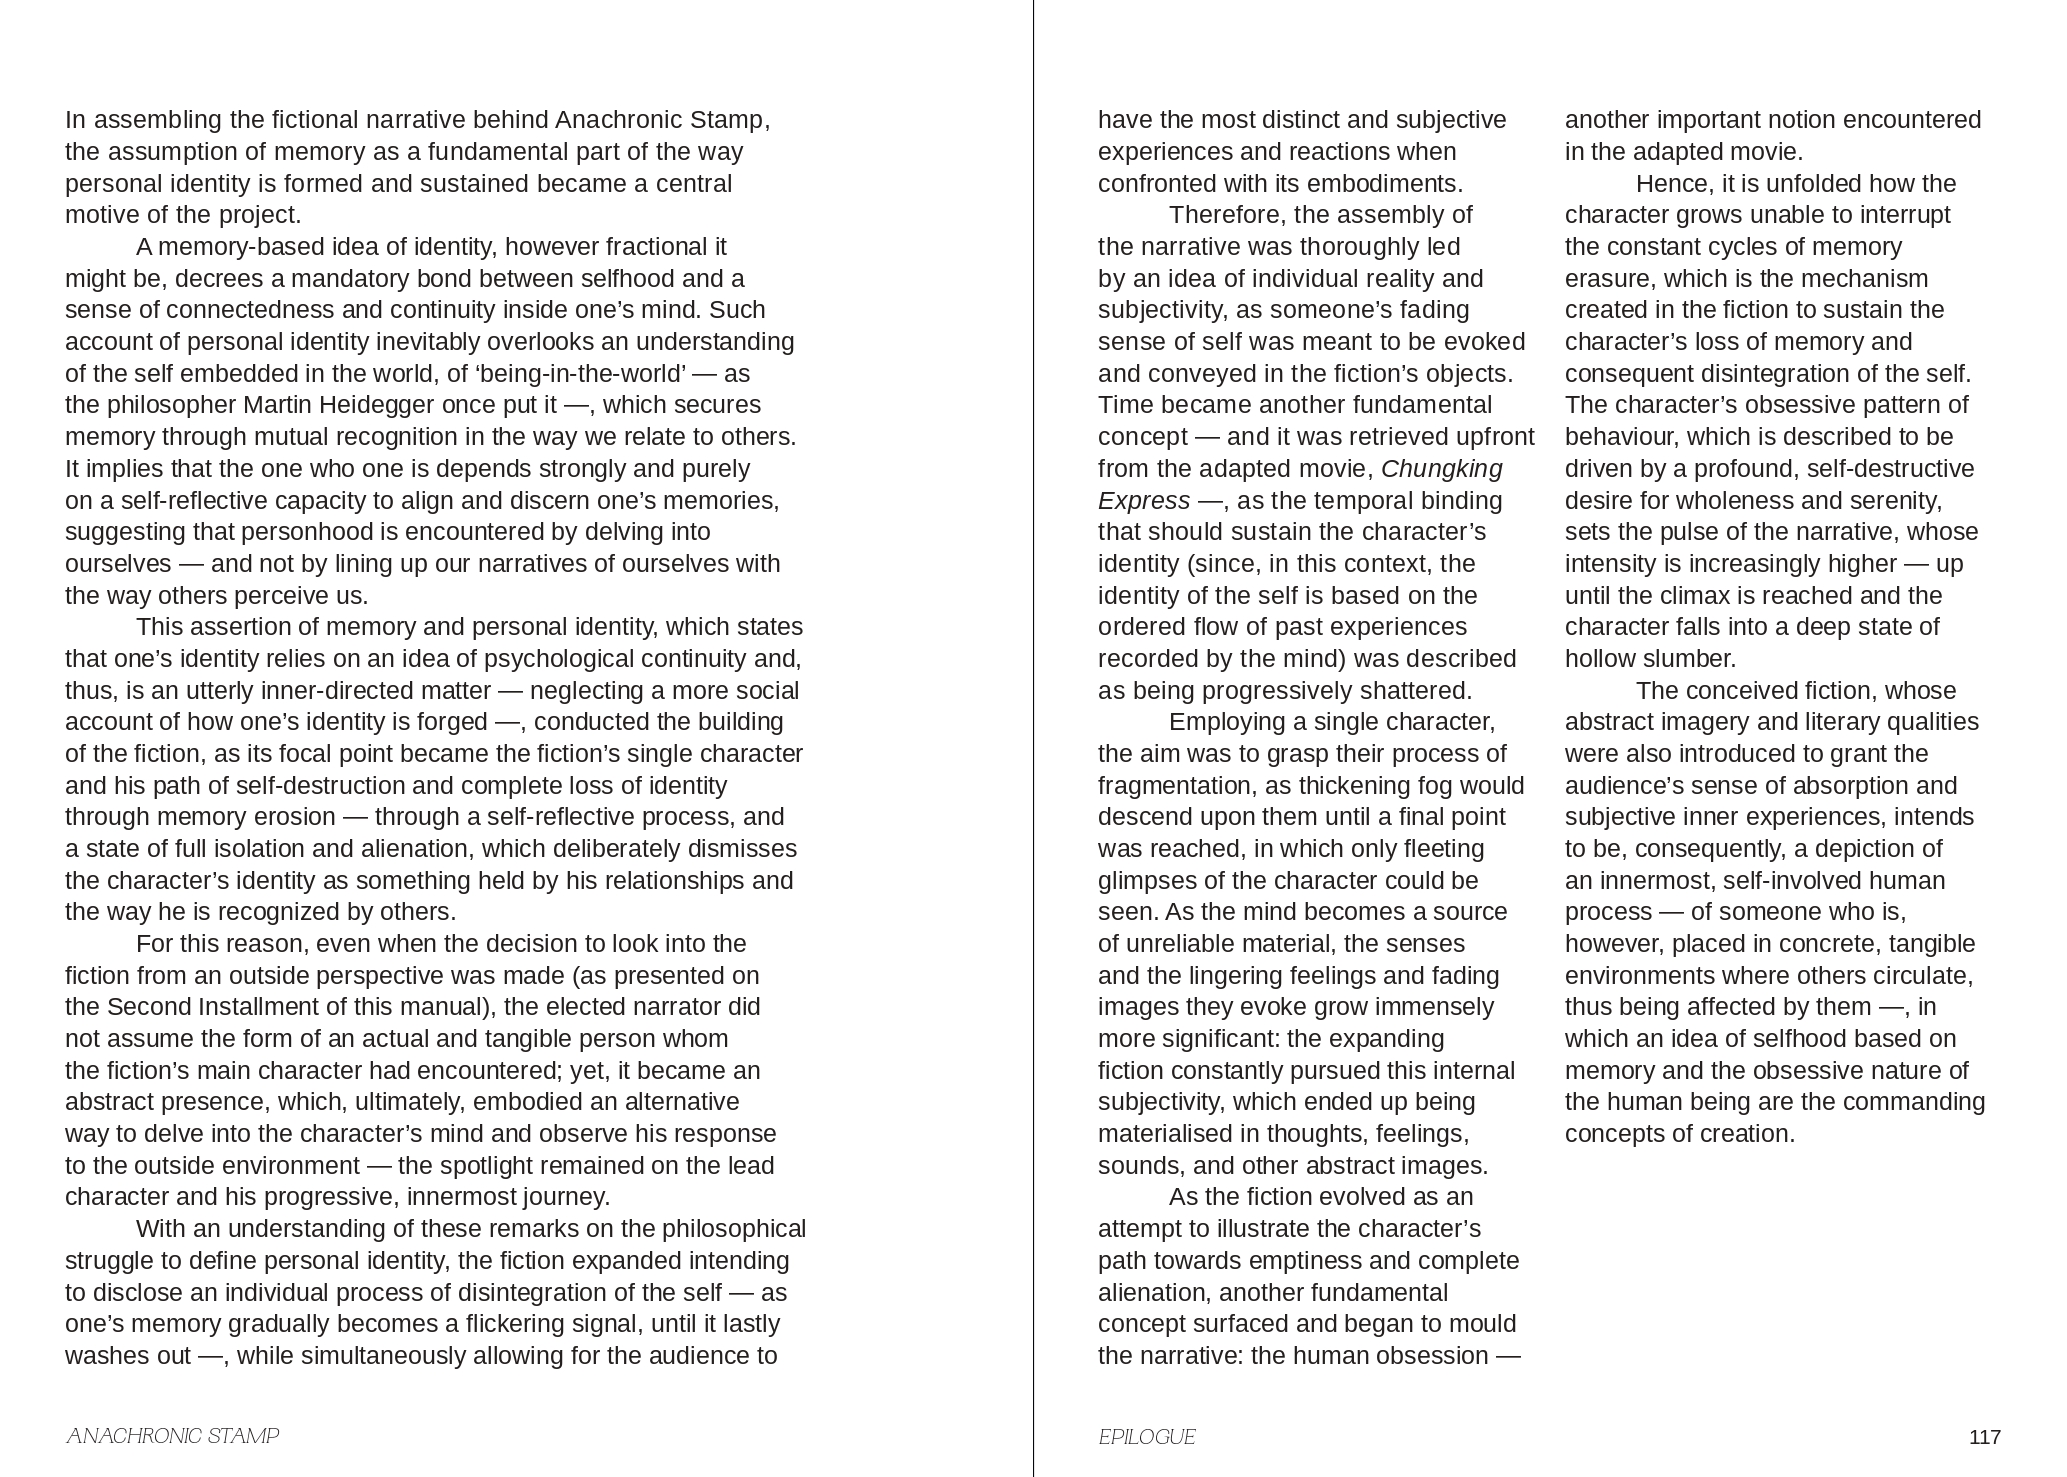 In assembling the fictional narrative behind Anachronic Stamp,
the assumption of memory as a fundamental part of the way
personal identity is formed and sustained became a central
motive of the project.
A memory-based idea of identity, however fractional it
might be, decrees a mandatory bond between selfhood and a
sense of connectedness and continuity inside one’s mind. Such
account of personal identity inevitably overlooks an understanding
of the self embedded in the world, of ‘being-in-the-world’ — as
the philosopher Martin Heidegger once put it —, which secures
memory through mutual recognition in the way we relate to others.
It implies that the one who one is depends strongly and purely
on a self-reflective capacity to align and discern one’s memories,
suggesting that personhood is encountered by delving into
ourselves — and not by lining up our narratives of ourselves with
the way others perceive us.
This assertion of memory and personal identity, which states
that one’s identity relies on an idea of psychological continuity and,
thus, is an utterly inner-directed matter — neglecting a more social
account of how one’s identity is forged —, conducted the building
of the fiction, as its focal point became the fiction’s single character
and his path of self-destruction and complete loss of identity
through memory erosion — through a self-reflective process, and
a state of full isolation and alienation, which deliberately dismisses
the character’s identity as something held by his relationships and
the way he is recognized by others.
For this reason, even when the decision to look into the
fiction from an outside perspective was made (as presented on
the Second Installment of this manual), the elected narrator did
not assume the form of an actual and tangible person whom
the fiction’s main character had encountered; yet, it became an
abstract presence, which, ultimately, embodied an alternative
way to delve into the character’s mind and observe his response
to the outside environment — the spotlight remained on the lead
character and his progressive, innermost journey.
With an understanding of these remarks on the philosophical
struggle to define personal identity, the fiction expanded intending
to disclose an individual process of disintegration of the self — as
one’s memory gradually becomes a flickering signal, until it lastly
washes out —, while simultaneously allowing for the audience to
ANACHRONIC STAMP
have the most distinct and subjective
experiences and reactions when
confronted with its embodiments.
Therefore, the assembly of
the narrative was thoroughly led
by an idea of individual reality and
subjectivity, as someone’s fading
sense of self was meant to be evoked
and conveyed in the fiction’s objects.
Time became another fundamental
concept — and it was retrieved upfront
from the adapted movie, Chungking
Express —, as the temporal binding
that should sustain the character’s
identity (since, in this context, the
identity of the self is based on the
ordered flow of past experiences
recorded by the mind) was described
as being progressively shattered.
Employing a single character,
the aim was to grasp their process of
fragmentation, as thickening fog would
descend upon them until a final point
was reached, in which only fleeting
glimpses of the character could be
seen. As the mind becomes a source
of unreliable material, the senses
and the lingering feelings and fading
images they evoke grow immensely
more significant: the expanding
fiction constantly pursued this internal
subjectivity, which ended up being
materialised in thoughts, feelings,
sounds, and other abstract images.
As the fiction evolved as an
attempt to illustrate the character’s
path towards emptiness and complete
alienation, another fundamental
concept surfaced and began to mould
the narrative: the human obsession —
another important notion encountered
in the adapted movie.
Hence, it is unfolded how the
character grows unable to interrupt
the constant cycles of memory
erasure, which is the mechanism
created in the fiction to sustain the
character’s loss of memory and
consequent disintegration of the self.
The character’s obsessive pattern of
behaviour, which is described to be
driven by a profound, self-destructive
desire for wholeness and serenity,
sets the pulse of the narrative, whose
intensity is increasingly higher — up
until the climax is reached and the
character falls into a deep state of
hollow slumber.
The conceived fiction, whose
abstract imagery and literary qualities
were also introduced to grant the
audience’s sense of absorption and
subjective inner experiences, intends
to be, consequently, a depiction of
an innermost, self-involved human
process — of someone who is,
however, placed in concrete, tangible
environments where others circulate,
thus being affected by them —, in
which an idea of selfhood based on
memory and the obsessive nature of
the human being are the commanding
concepts of creation.
EPILOGUE
117